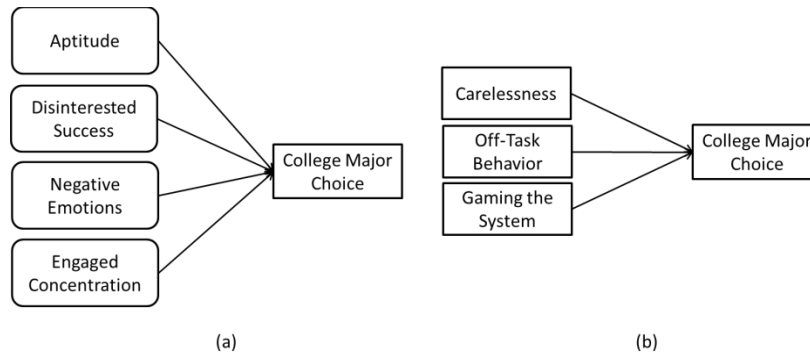 Aptitude
Disinterested
Success
Negative
Emotions
Engaged
Concentration
College Major
Choice
(a)
Carelessness
Off-Task
Behavior
Gaming the
System
College Major
Choice
(b)